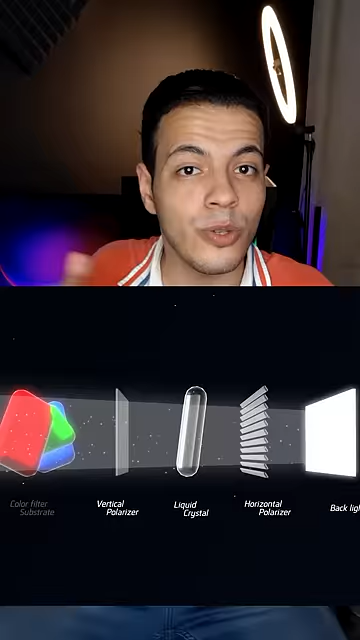 Color filter
Substrate
Vertical
Polarizer
Liquid
Crystal
Horizontal
Polarizer
Back ligh